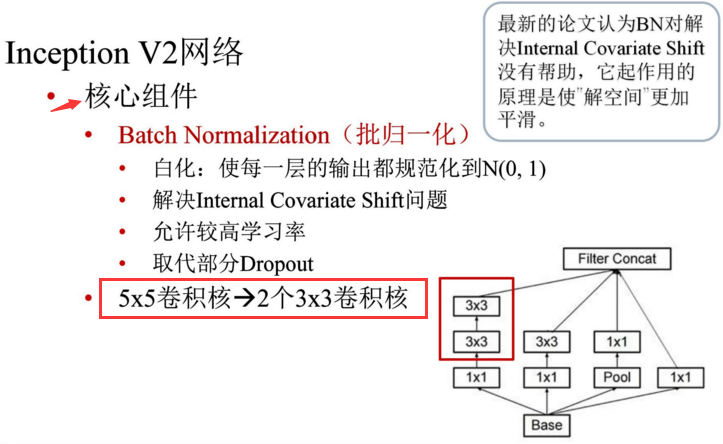 Inception V2网络
最新的论文认为BN对解
决Internal Covariate Shift
没有帮助，它起作用的
原理是使"解空间"更加
平滑。
• 核心组件
• Batch Normalization（批归一化）
• 白化：使每一层的输出都规范化到N(0, 1)
• 解决Internal Covariate Shift问题
• 允许较高学习率
• 取代部分Dropout
• 5x5卷积核→2个3x3卷积核
Filter Concat
3x3
3x3 3x3 1x1
1x1 1x1 Pool 1x1
Base